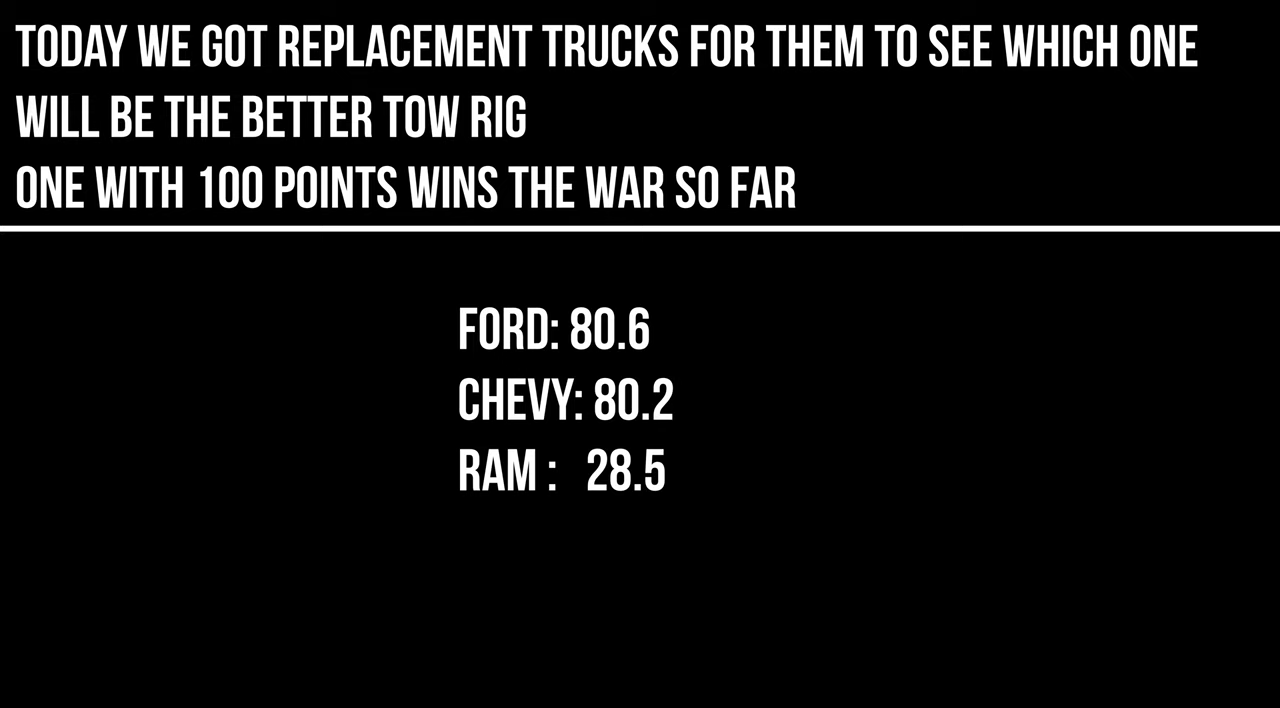 TODAY WE GOT REPLACEMENT TRUCKS FOR THEM TO SEE WHICH ONE
WILL BE THE BETTER TOW RIG
ONE WITH 100 POINTS WINS THE WAR SO FAR
FORD: 80.6
CHEVY: 80.2
RAM : 28.5